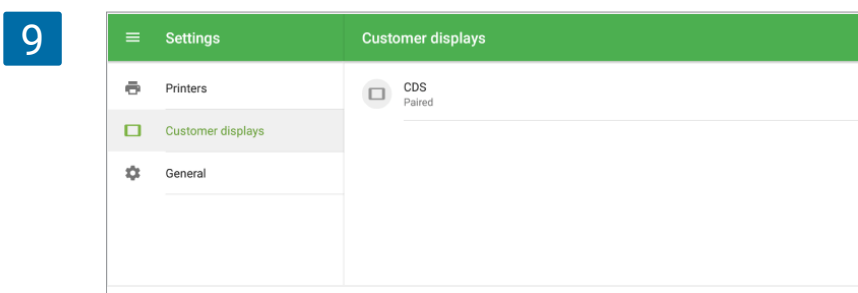 9
Settings
Customer displays
Printers
Customer displays
General
CDS
Paired